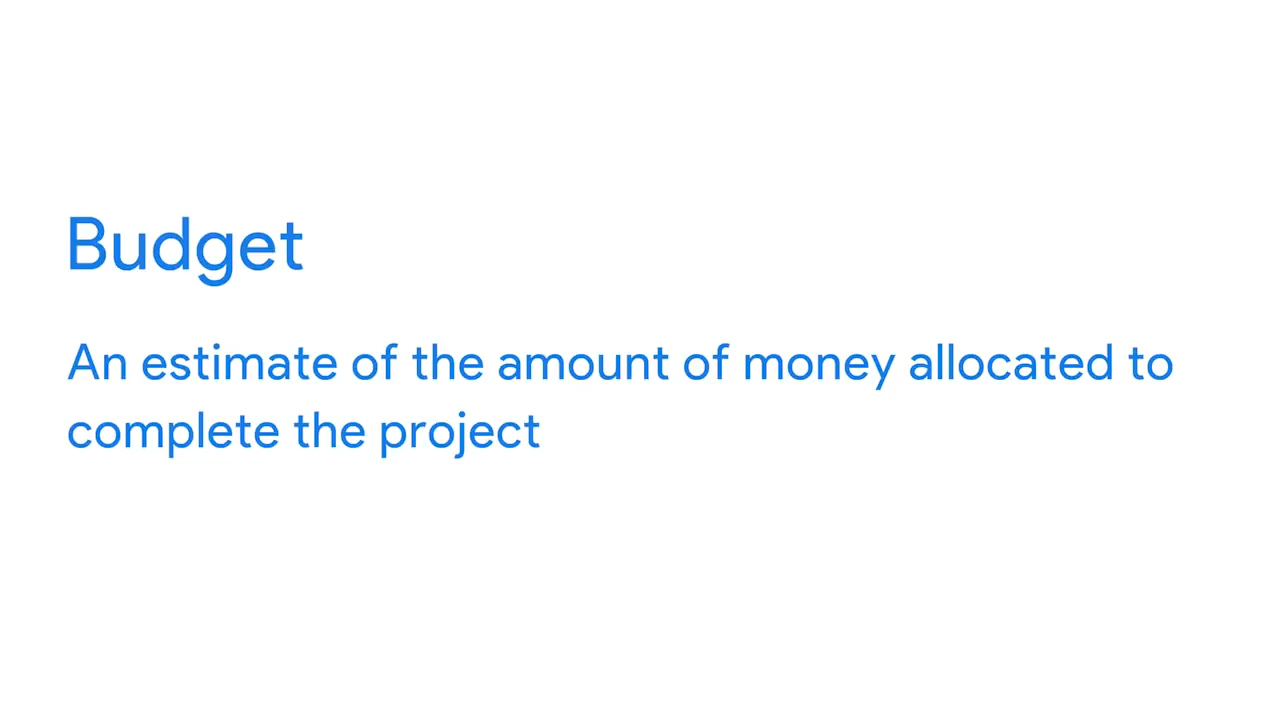 Budget
An estimate of the amount of money allocated to
complete the project